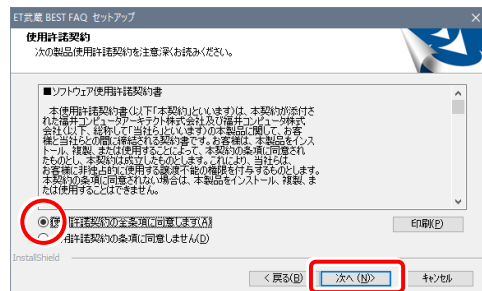 ET武蔵 BEST FAQ セットアップ
使用許諾契約
次の製品使用許諾契約を注意深くお読みください。
■ソフトウェア使用許諾契約書
本使用許諾契約書(以下「本契約」といいます)は、本契約が添付さ
れた福井コンピュータアーキテクト株式会社及び福井コンピュータ株式
会社(以下、総称して「当社ら」といいます)の本製品に関して、お客
様と当社らとの間に締結される契約書です。お客様は、本製品をインス
トール、複製、または使用することによって、本契約の条項に同意され
たものとし、本契約は成立したものとします。これにより、当社らは、
お客様に非独占的に使用する譲渡不能の権限を付与するものとします。
本契約の条項に同意されない場合は、本製品をインストール、複製、ま
たは使用することはできません。
使用許諾契約の全条項に同意します(A)
用許諾契約の条項に同意しません(D)
印刷(P)
InstallShield
< 戻る(B)
次へ (N)>
キャンセル